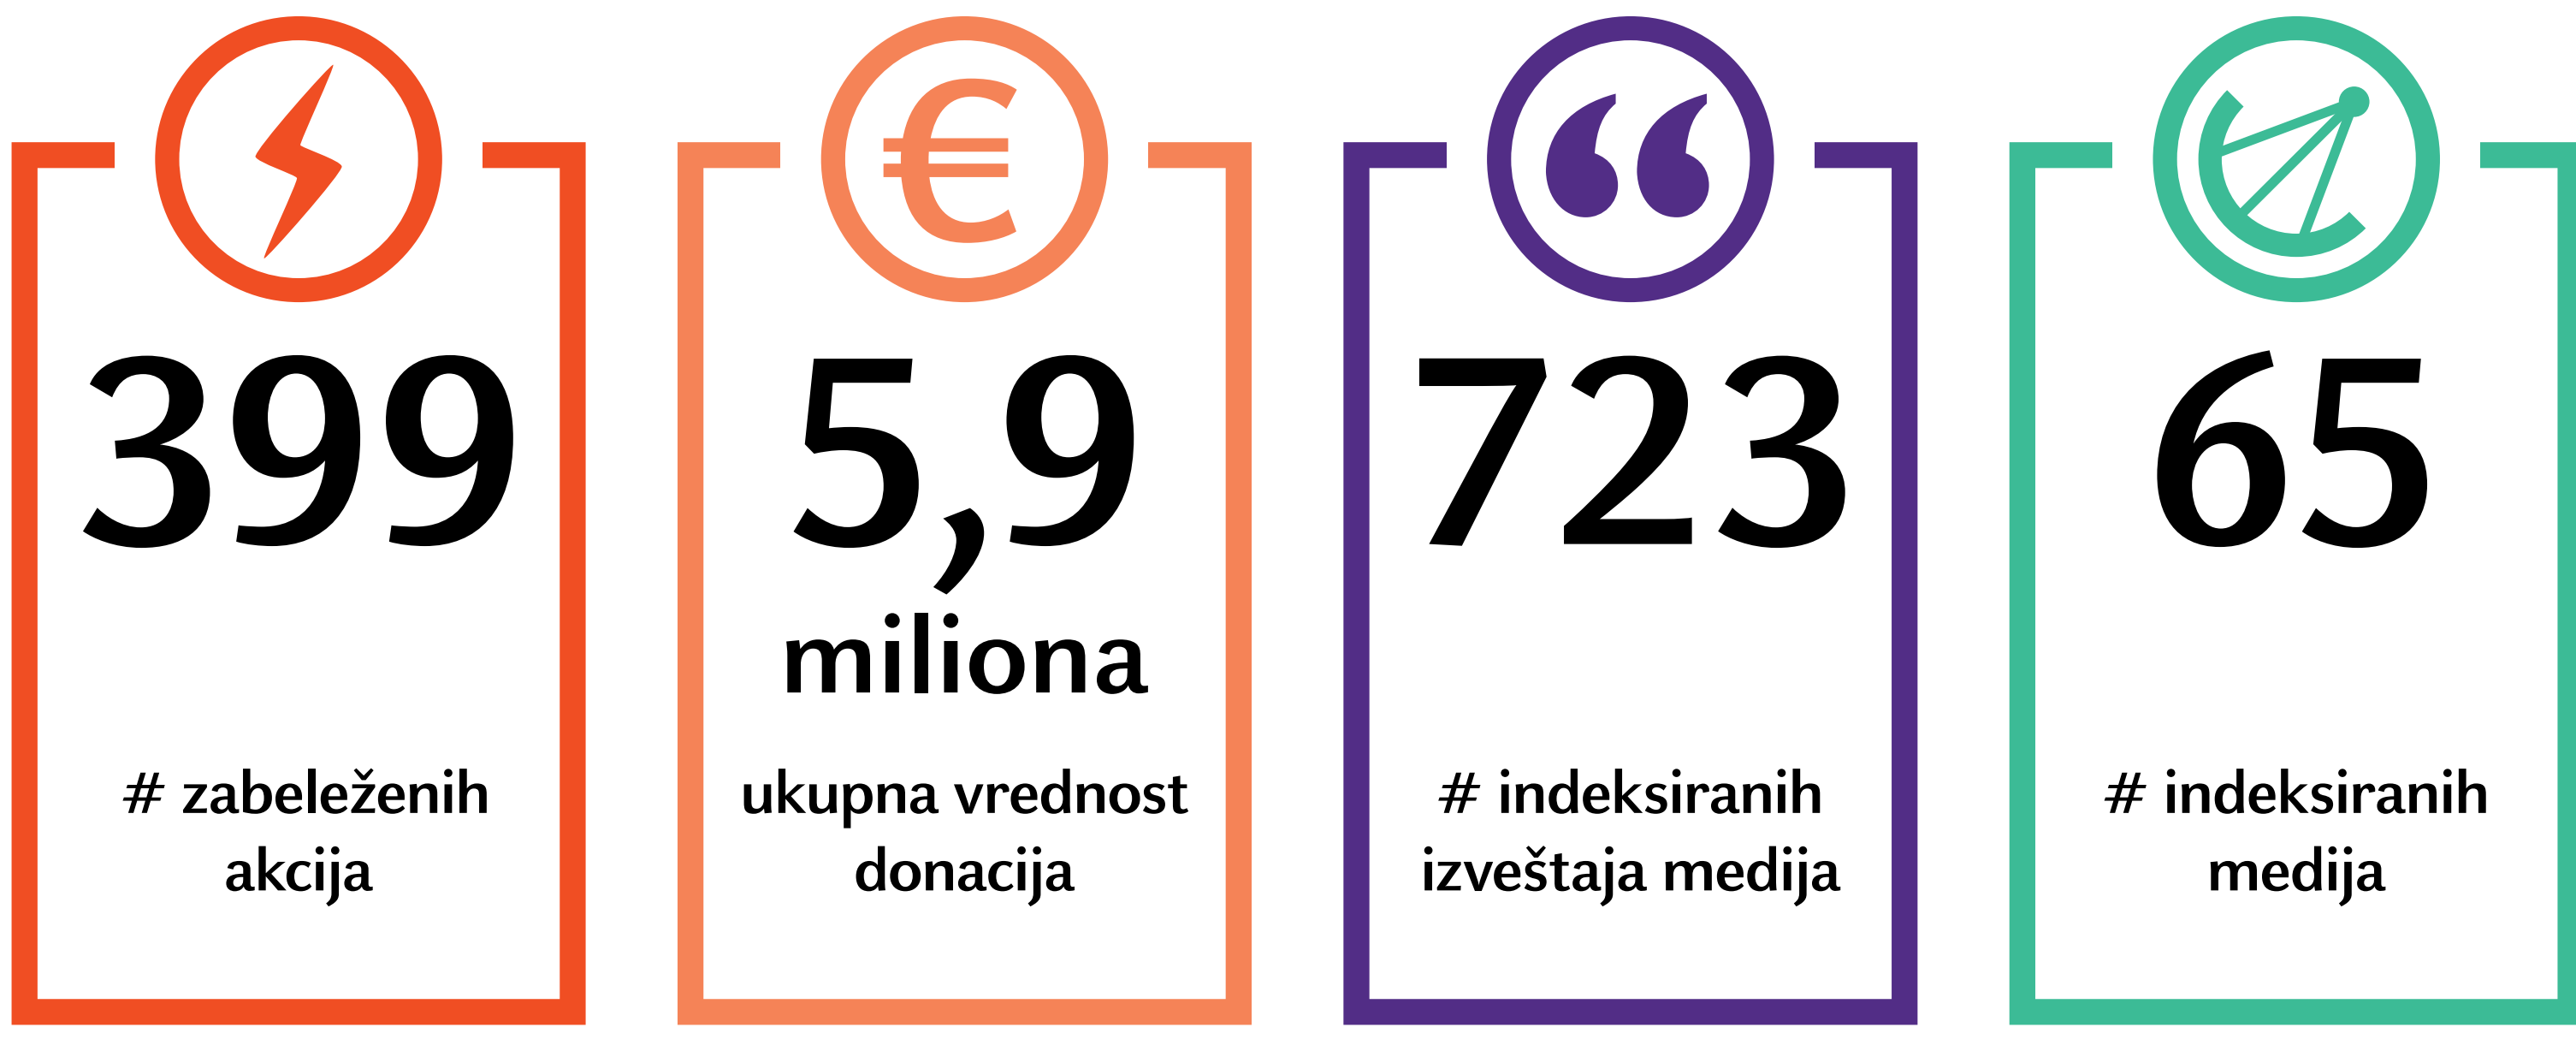 399
# zabeleženih
akcija
€
5,9
miliona
ukupna vrednost
donacija
“
723
# indeksiranih
izveštaja medija
65
# indeksiranih
medija